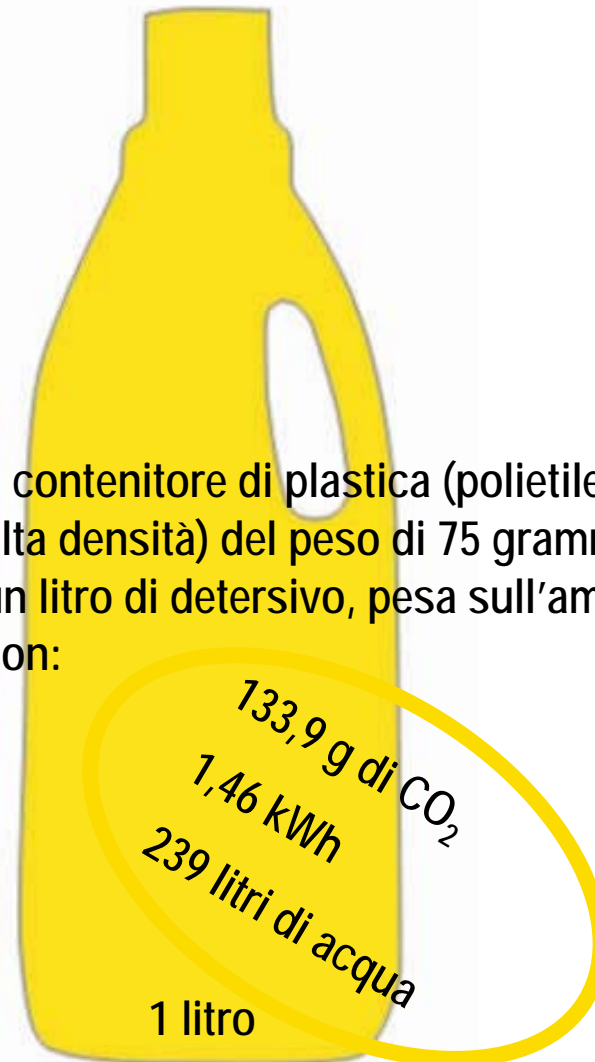 contenitore di plastica (polietile
lta densità) del peso di 75 gramm
un litro di detersivo, pesa sull’am
on:
133,9 g di CO₂
1,46 kWh
239 litri di acqua
1 litro